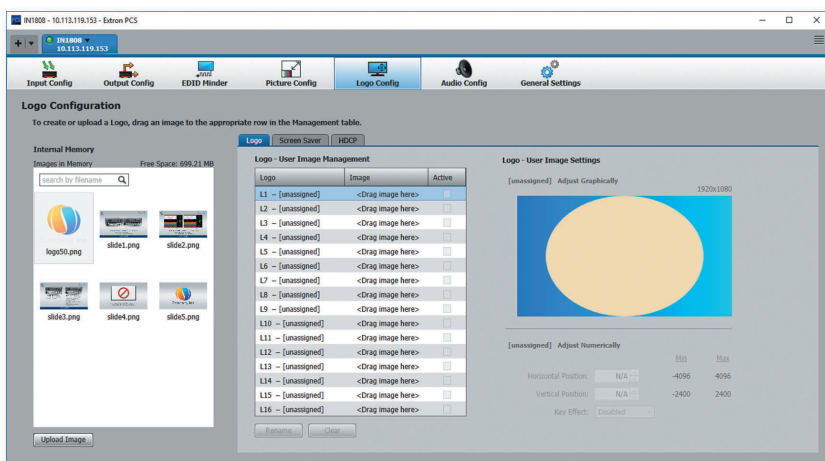 IN1808 - 10.113.119.153 - Extron PCS
IN1808
10.113.119.153
Input Config
Output Config
EDID Minder
Picture Config
Logo Config
Audio Config
General Settings
Logo Configuration
To create or upload a Logo, drag an image to the appropriate row in the Management table.
Internal Memory
Images in Memory Free Space: 699.21 MB
search by filename
logo50.png
slide1.png
slide2.png
slide3.png
slide4.png
slide5.png
Upload Image
Logo Screen Saver HDCP
Logo - User Image Management
Logo Image Active
L1 – [unassigned] <Drag image here>
L2 – [unassigned] <Drag image here>
L3 – [unassigned] <Drag image here>
L4 – [unassigned] <Drag image here>
L5 – [unassigned] <Drag image here>
L6 – [unassigned] <Drag image here>
L7 – [unassigned] <Drag image here>
L8 – [unassigned] <Drag image here>
L9 – [unassigned] <Drag image here>
L10 – [unassigned] <Drag image here>
L11 – [unassigned] <Drag image here>
L12 – [unassigned] <Drag image here>
L13 – [unassigned] <Drag image here>
L14 – [unassigned] <Drag image here>
L15 – [unassigned] <Drag image here>
L16 – [unassigned] <Drag image here>
Rename Clear
Logo - User Image Settings
[unassigned] Adjust Graphically
1920x1080
[unassigned] Adjust Numerically
Min Max
Horizontal Position: N/A -4096 4096
Vertical Position: N/A -2400 2400
Key Effect: Disabled